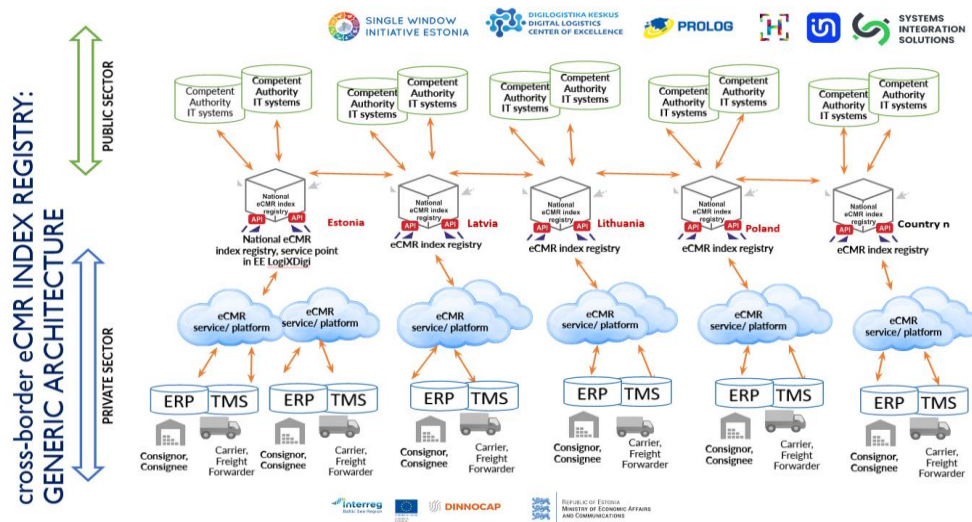 SINGLE WINDOW
INITIATIVE ESTONIA
DIGILOGISTIKA KESKUS
DIGITAL LOGISTICS
CENTER OF EXCELLENCE
PROLOG
SYSTEMS
INTEGRATION
SOLUTIONS
cross-border eCMR INDEX REGISTRY:
GENERIC ARCHITECTURE
PUBLIC SECTOR
PRIVATE SECTOR
Competent
Authority
IT systems
Competent
Authority
IT systems
Competent
Authority
IT systems
Competent
Authority
IT systems
Competent
Authority
IT systems
Competent
Authority
IT systems
Competent
Authority
IT systems
Competent
Authority
IT systems
Competent
Authority
IT systems
Competent
Authority
IT systems
National
eCMR index
registry
API API
Estonia
National eCMR
index registry, service point
in EE LogiXDigi
National
eCMR index
registry
API API
Latvia
eCMR index registry
National
eCMR index
registry
API API
Lithuania
eCMR index registry
National
eCMR index
registry
API API
Poland
eCMR index registry
National
eCMR index
registry
API API
Country n
eCMR index registry
eCMR
service/ platform
eCMR
service/ platform
eCMR
service/ platform
eCMR
service/ platform
eCMR
service/ platform
eCMR
service/ platform
ERP TMS
ERP TMS
ERP TMS
ERP TMS
ERP TMS
ERP TMS
Consignor,
Consignee
Carrier,
Freight
Forwarder
Consignor,
Consignee
Carrier,
Freight
Forwarder
Consignor,
Consignee
Carrier,
Freight
Forwarder
Consignor,
Consignee
Carrier,
Freight
Forwarder
Consignor,
Consignee
Carrier,
Freight
Forwarder
Consignor,
Consignee
Carrier,
Freight
Forwarder
interreg
Baltic Sea Region
DINNOCAP
REPUBLIC OF ESTONIA
MINISTRY OF ECONOMIC AFFAIRS
AND COMMUNICATIONS